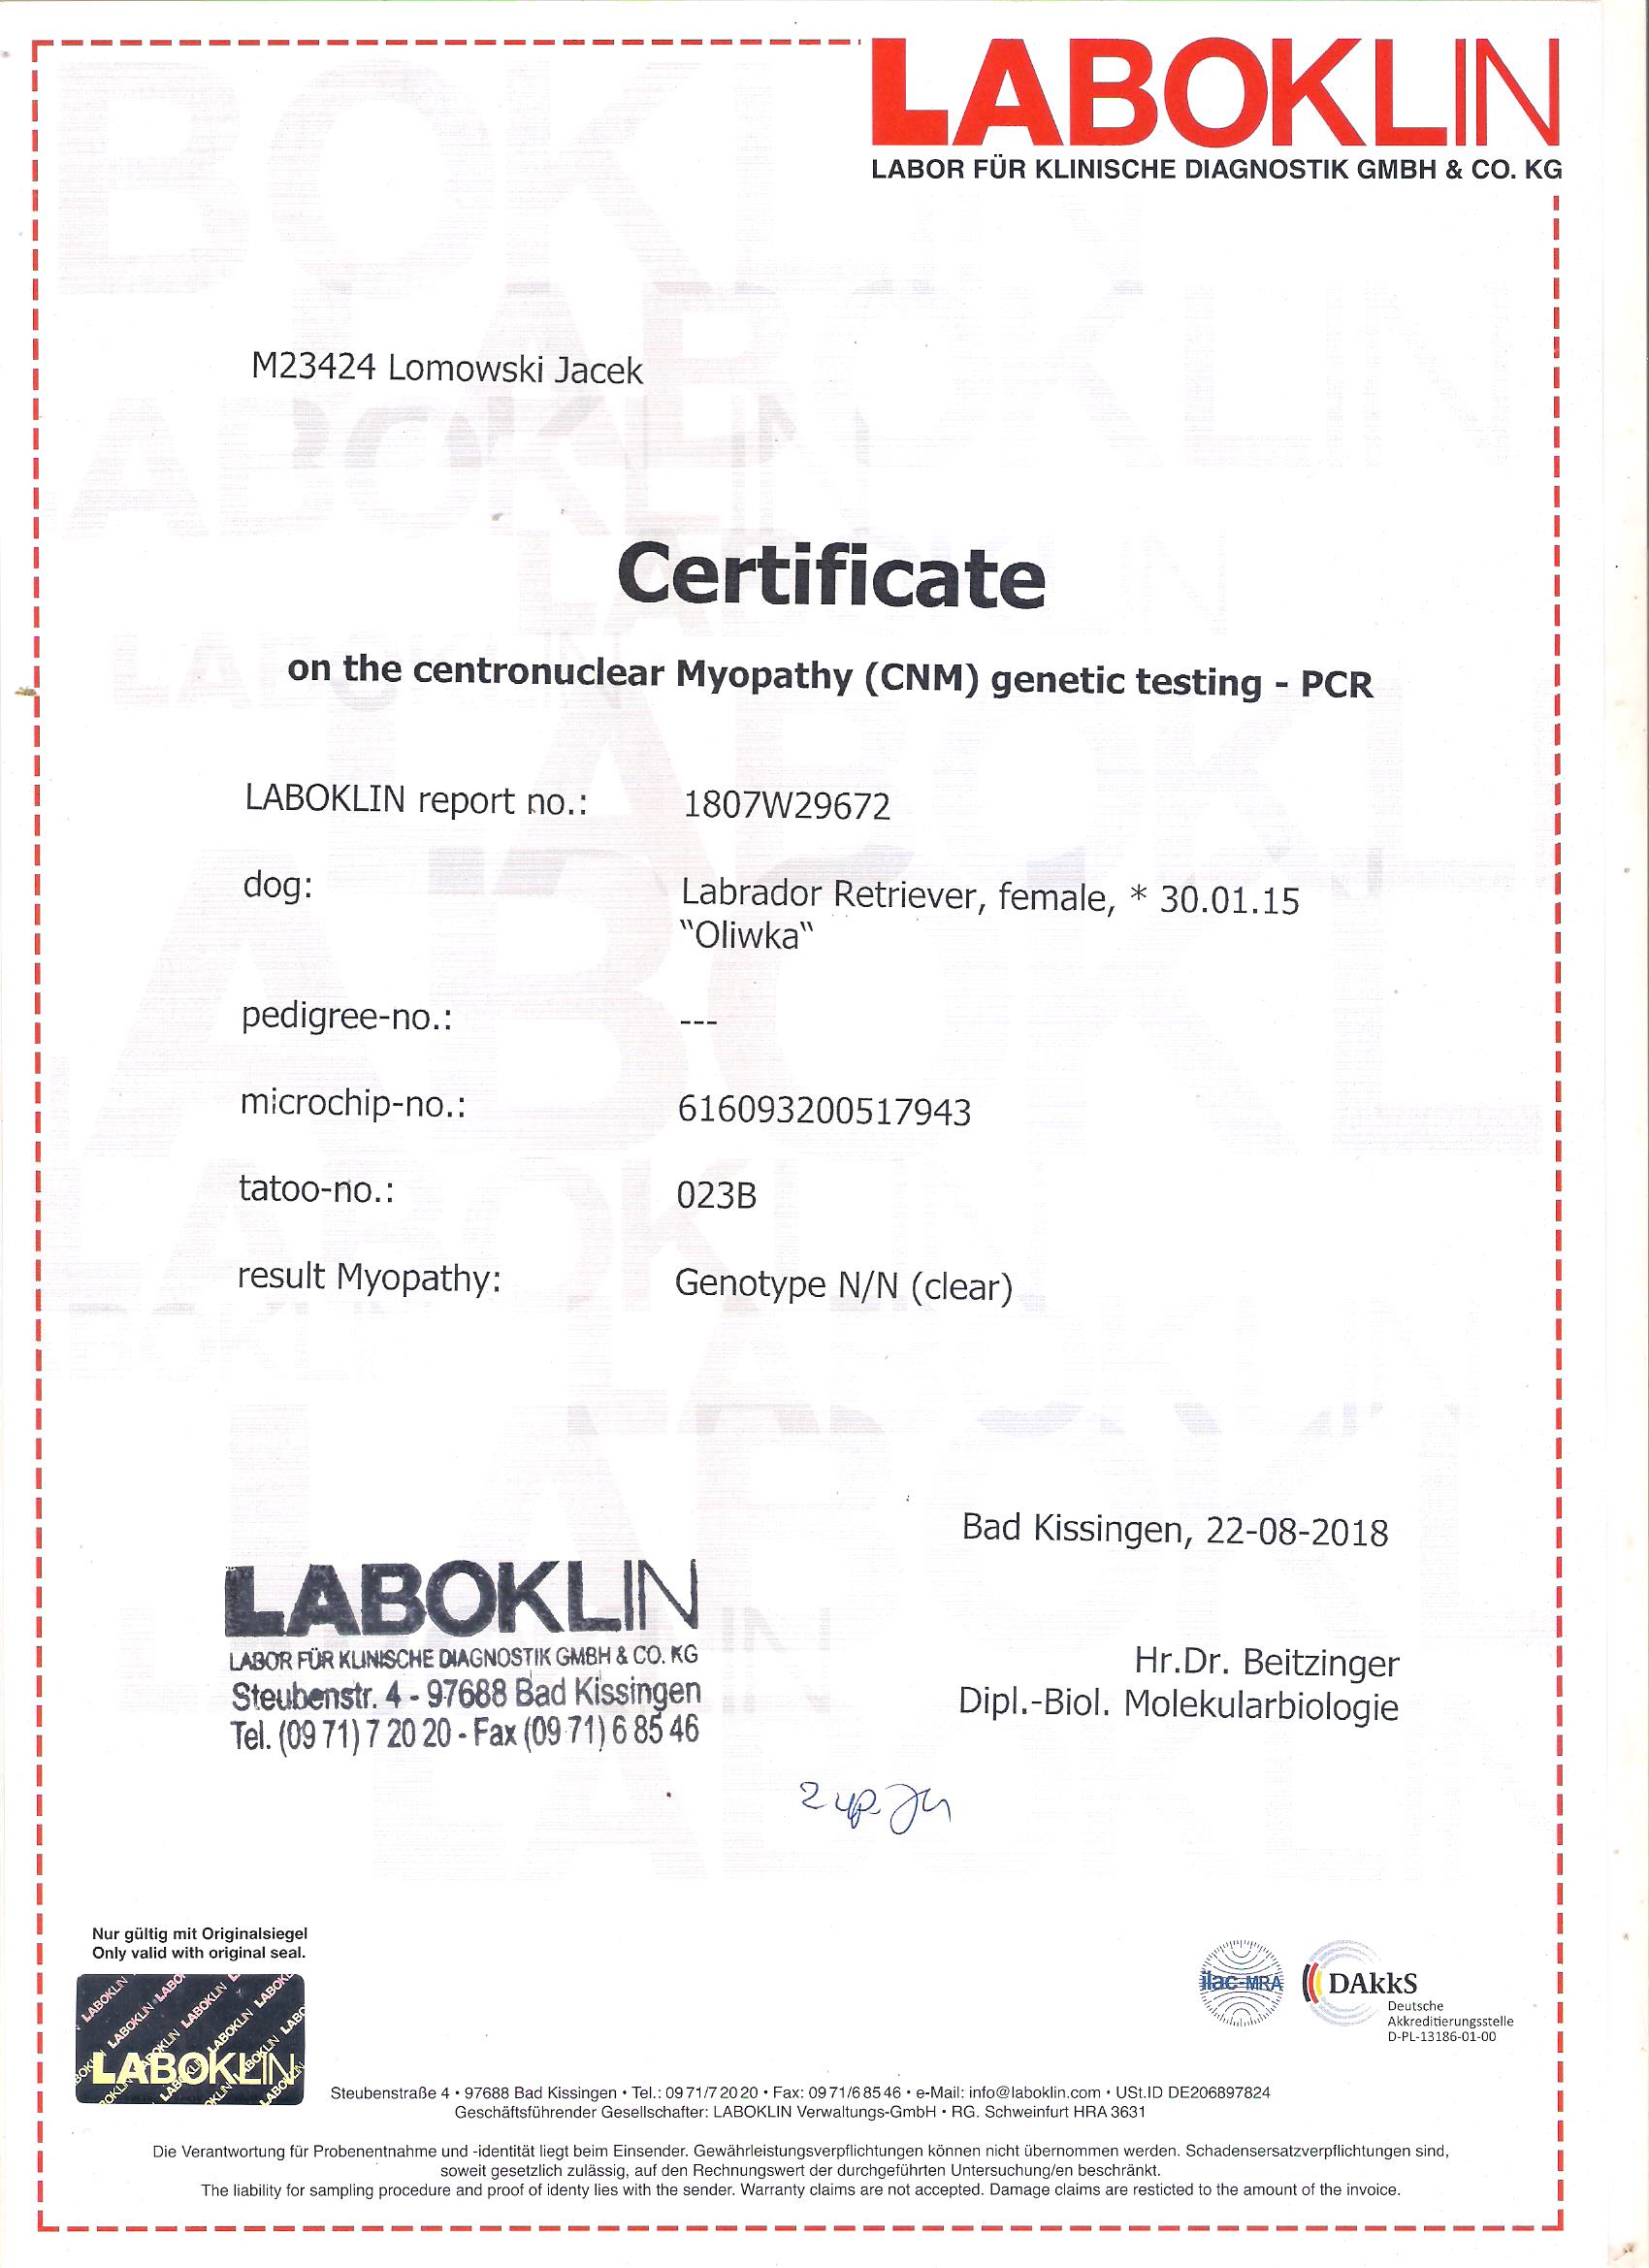 LABOKLIN
LABOR FÜR KLINISCHE DIAGNOSTIK GMBH & CO. KG
M23424 Lomowski Jacek
Certificate
on the centronuclear Myopathy (CNM) genetic testing - PCR
LABOKLIN report no.: 1807W29672
dog: Labrador Retriever, female, * 30.01.15
“Oliwka“
pedigree-no.: ---
microchip-no.: 616093200517943
tatoo-no.: 023B
result Myopathy: Genotype N/N (clear)
Bad Kissingen, 22-08-2018
LABOKLIN
LABOR FÜR KLINISCHE DIAGNOSTIK GMBH & CO. KG
Steubenstr. 4 - 97688 Bad Kissingen
Tel. (09 71) 7 20 20 - Fax (09 71) 6 85 46
Hr.Dr. Beitzinger
Dipl.-Biol. Molekularbiologie
Nur gültig mit Originalsiegel
Only valid with original seal.
LABOKLIN
ilac-MRA
DAkkS
Deutsche
Akkreditierungsstelle
D-PL-13186-01-00
Steubenstraße 4 • 97688 Bad Kissingen • Tel.: 09 71/7 20 20 • Fax: 09 71/6 85 46 • e-Mail: info@laboklin.com • USt.ID DE206897824
Geschäftsführender Gesellschafter: LABOKLIN Verwaltungs-GmbH • RG. Schweinfurt HRA 3631
Die Verantwortung für Probenentnahme und -identität liegt beim Einsender. Gewährleistungsverpflichtungen können nicht übernommen werden. Schadensersatzverpflichtungen sind,
soweit gesetzlich zulässig, auf den Rechnungswert der durchgeführten Untersuchung/en beschränkt.
The liability for sampling procedure and proof of identy lies with the sender. Warranty claims are not accepted. Damage claims are resticted to the amount of the invoice.